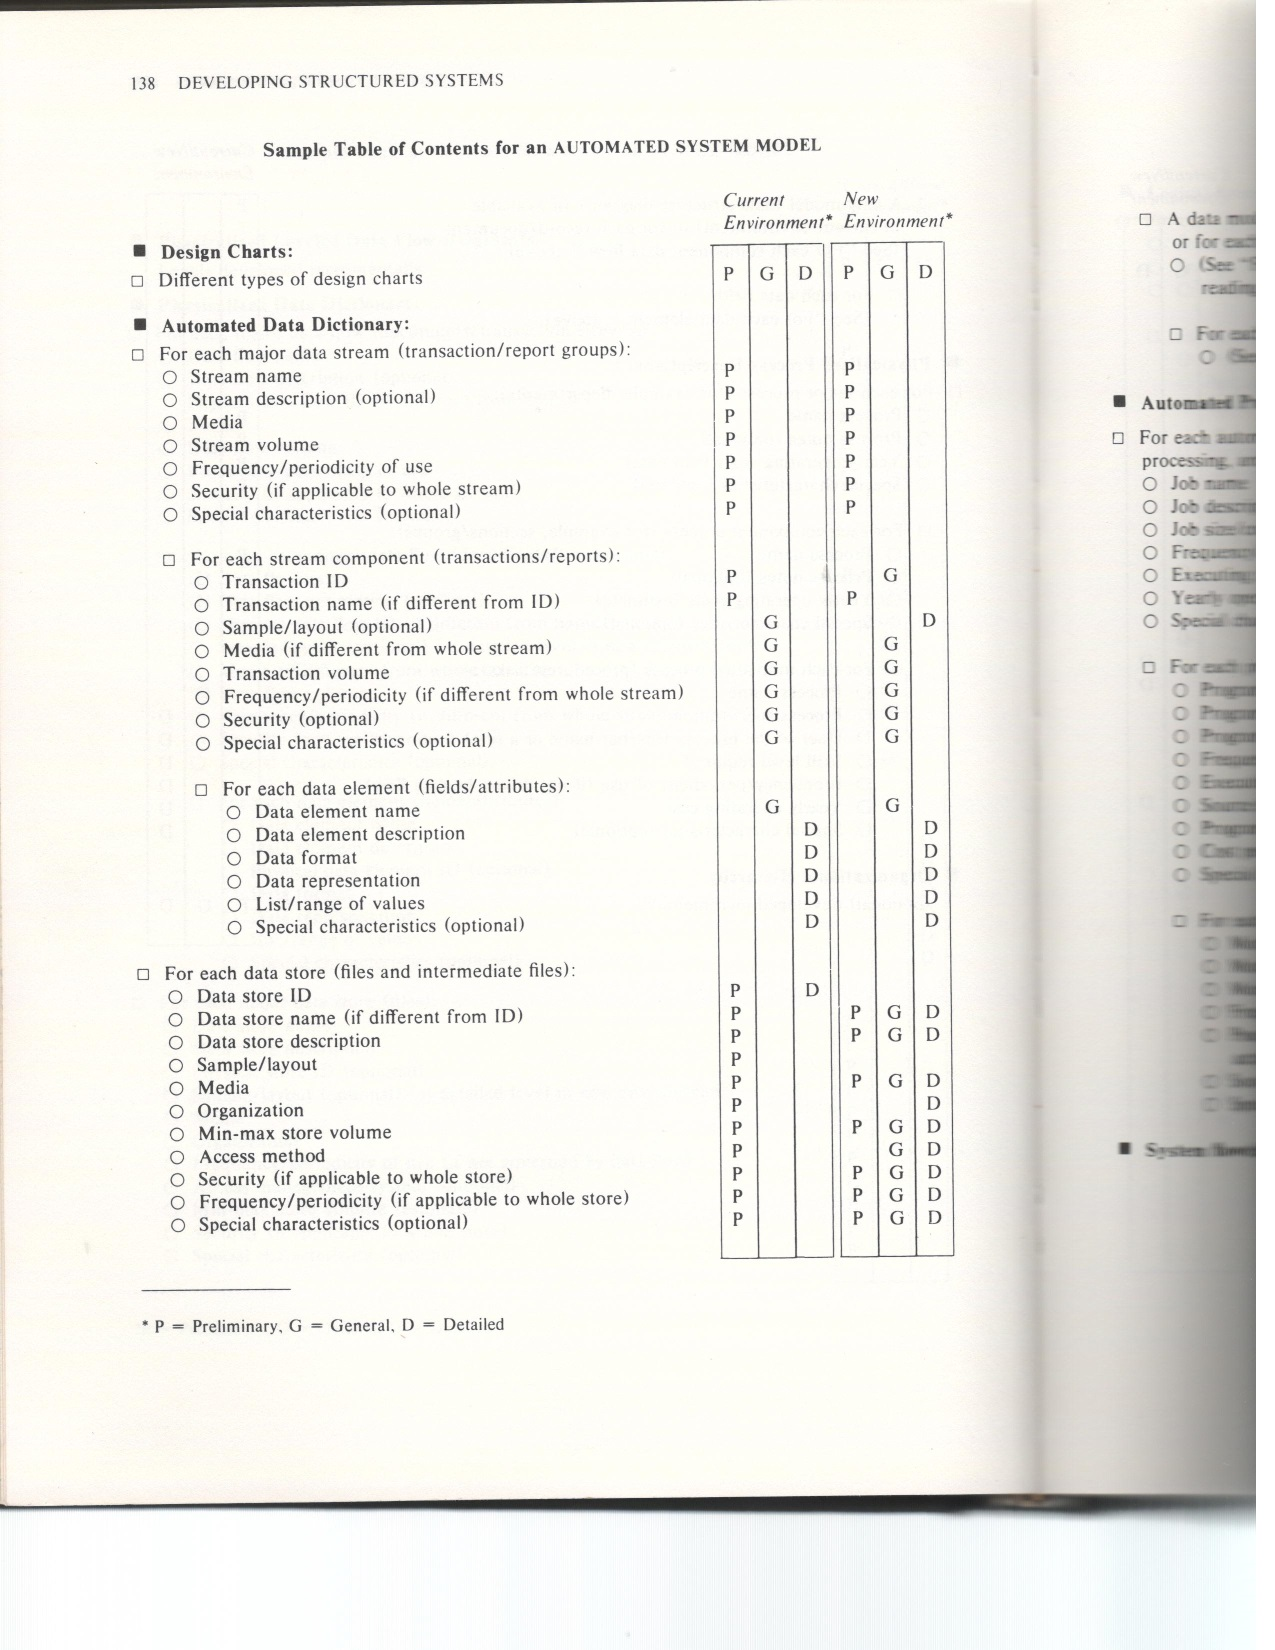 138 DEVELOPING STRUCTURED SYSTEMS
Sample Table of Contents for an AUTOMATED SYSTEM MODEL
Current New
Environment* Environment*
■ Design Charts:
□ Different types of design charts P G D P G D
■ Automated Data Dictionary:
□ For each major data stream (transaction/report groups):
○ Stream name P P
○ Stream description (optional) P P
○ Media P P
○ Stream volume P P
○ Frequency/periodicity of use P P
○ Security (if applicable to whole stream) P P
○ Special characteristics (optional) P P
□ For each stream component (transactions/reports):
○ Transaction ID P G
○ Transaction name (if different from ID) P P
○ Sample/layout (optional) G D
○ Media (if different from whole stream) G G
○ Transaction volume G G
○ Frequency/periodicity (if different from whole stream) G G
○ Security (optional) G G
○ Special characteristics (optional) G G
□ For each data element (fields/attributes):
○ Data element name G G
○ Data element description D D
○ Data format D D
○ Data representation D D
○ List/range of values D D
○ Special characteristics (optional) D D
□ For each data store (files and intermediate files):
○ Data store ID P D
○ Data store name (if different from ID) P P G D
○ Data store description P P G D
○ Sample/layout P
○ Media P P G D
○ Organization P D
○ Min-max store volume P P G D
○ Access method P G D
○ Security (if applicable to whole store) P P G D
○ Frequency/periodicity (if applicable to whole store) P P G D
○ Special characteristics (optional) P P G D
* P = Preliminary, G = General, D = Detailed
□ A data
or for
○ (See
reading
□ For
■ Automated
□ For each
processing,
○ Job name
○ Job
○ Job size
○
○
○ Yearly
○ Special
□ For each
■ System